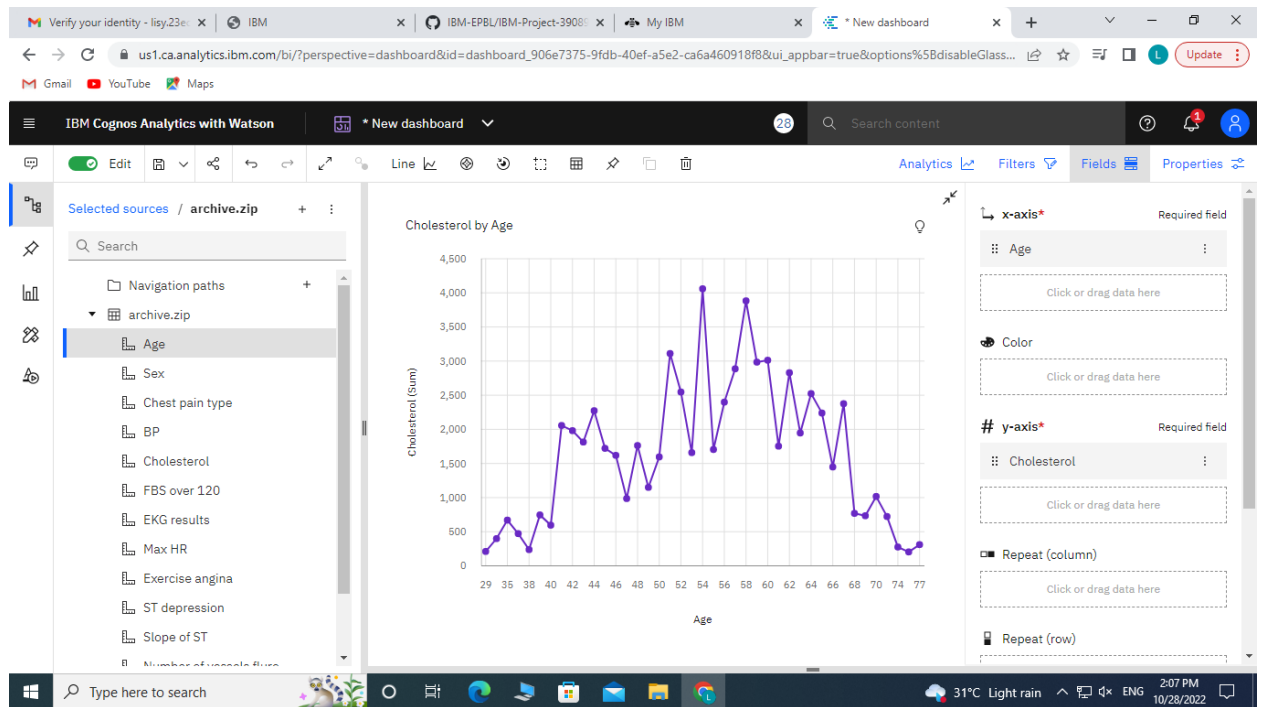 Verify your identity - lisy.23ec
IBM
IBM-EPBL/IBM-Project-39089
My IBM
* New dashboard
us1.ca.analytics.ibm.com/bi/?perspective=dashboard&id=dashboard_906e7375-9fdb-40ef-a5e2-ca6a460918f8&ui_appbar=true&options%5BdisableGlass...
L
Update
Gmail
YouTube
Maps
IBM Cognos Analytics with Watson
* New dashboard
28
Search content
1
Edit
Line
Analytics
Filters
Fields
Properties
Selected sources / archive.zip
Search
Navigation paths
archive.zip
Age
Sex
Chest pain type
BP
Cholesterol
FBS over 120
EKG results
Max HR
Exercise angina
ST depression
Slope of ST
Cholesterol by Age
4,500
4,000
3,500
3,000
2,500
2,000
1,500
1,000
500
0
Cholesterol (Sum)
29 35 38 40 42 44 46 48 50 52 54 56 58 60 62 64 66 68 70 74 77
Age
x-axis* Required field
Age
Click or drag data here
Color
Click or drag data here
# y-axis* Required field
Cholesterol
Click or drag data here
Repeat (column)
Click or drag data here
Repeat (row)
Type here to search
31°C Light rain
ENG
2:07 PM
10/28/2022